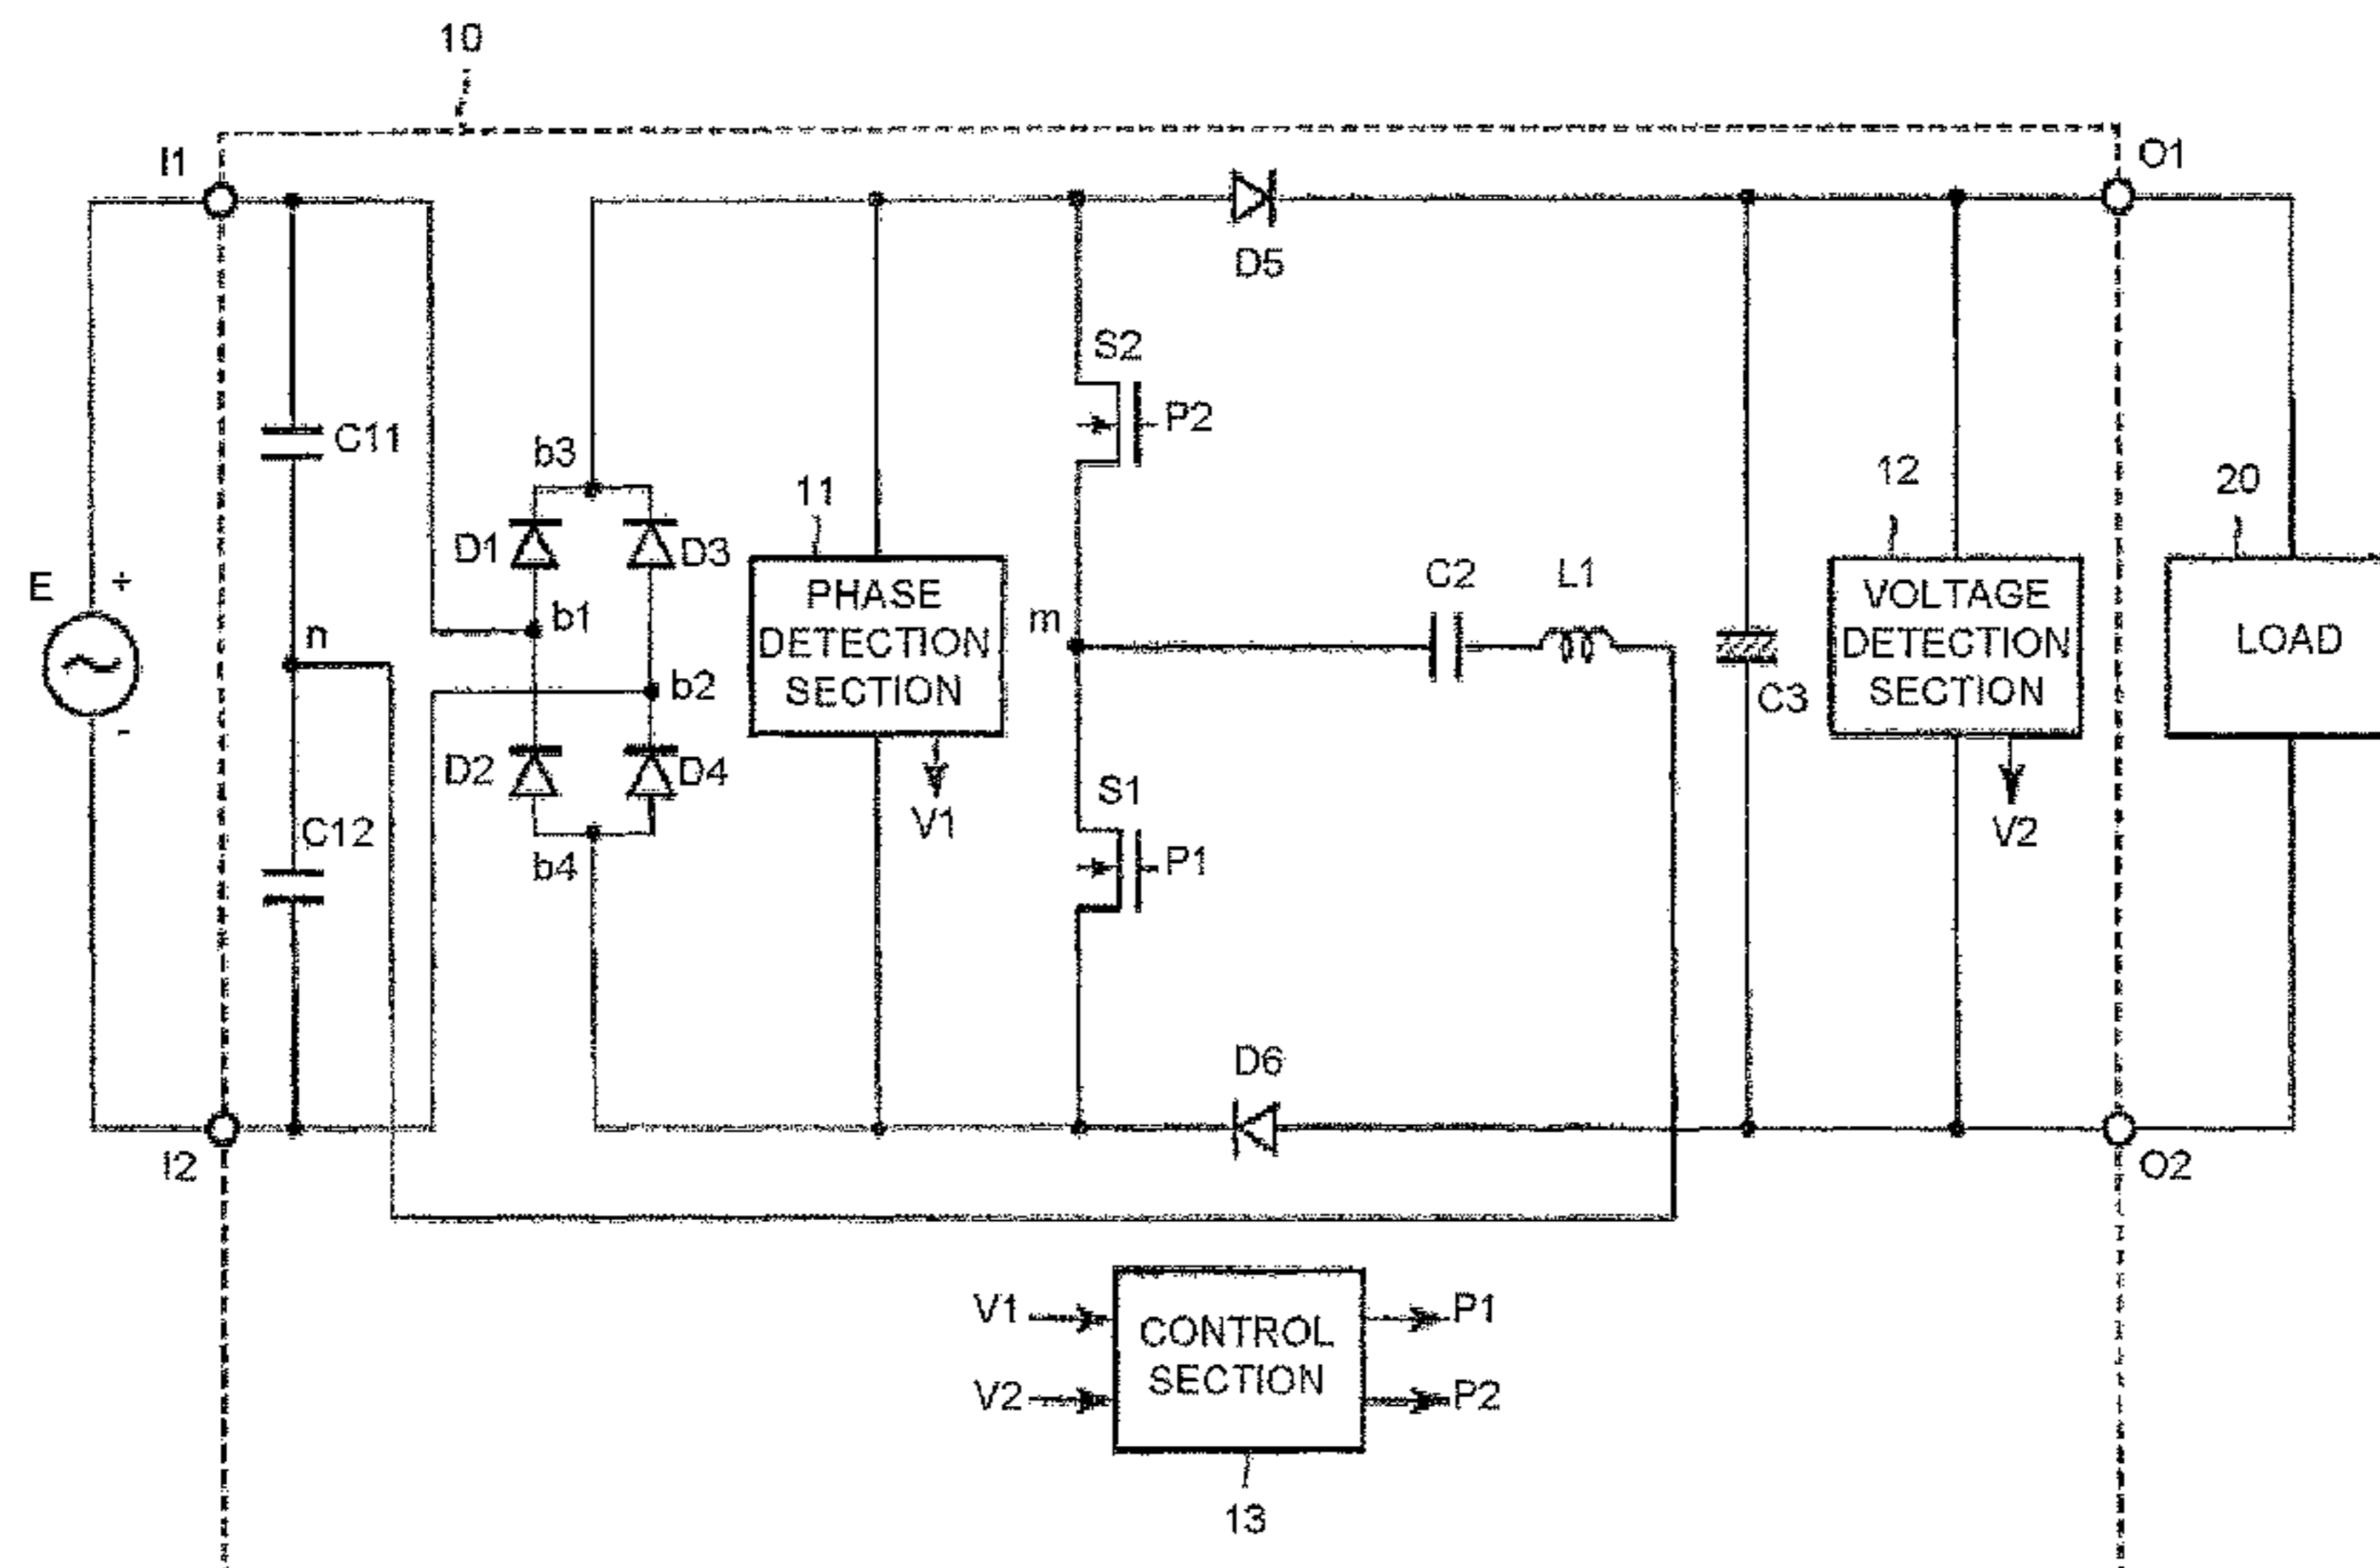 10
I1
O1
D5
S2
P2
C11
b3
11
12
20
D1
D3
E
+
b1
n
PHASE
DETECTION
SECTION
m
C2
L1
VOLTAGE
DETECTION
SECTION
LOAD
b2
C3
-
D2
D4
V1
S1
V2
C12
b4
P1
D6
I2
O2
V1
CONTROL
SECTION
P1
V2
P2
13